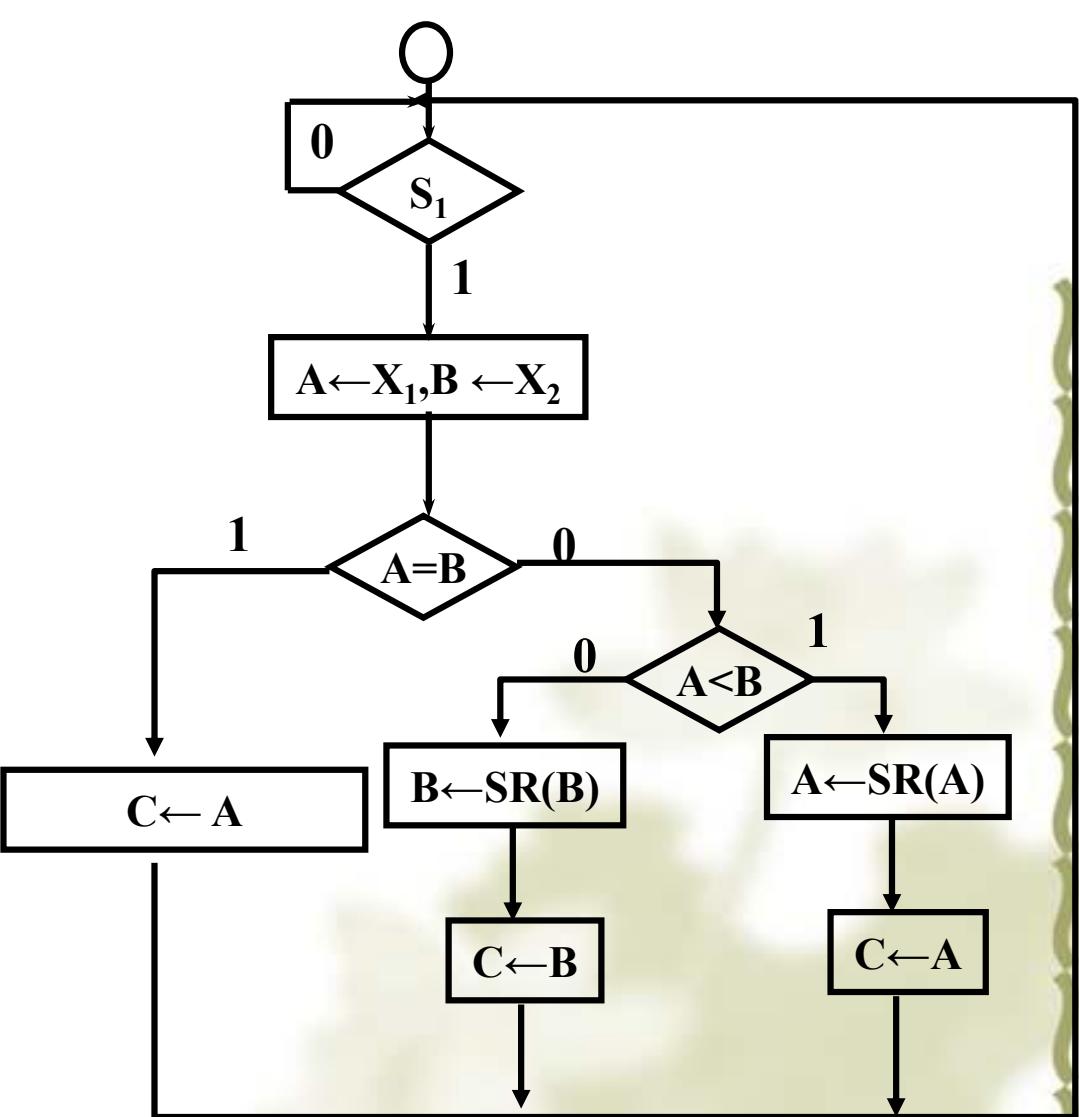 0
S₁
1
A←X₁,B ←X₂
1
A=B
0
0
A<B
1
C← A
B←SR(B)
A←SR(A)
C←B
C←A